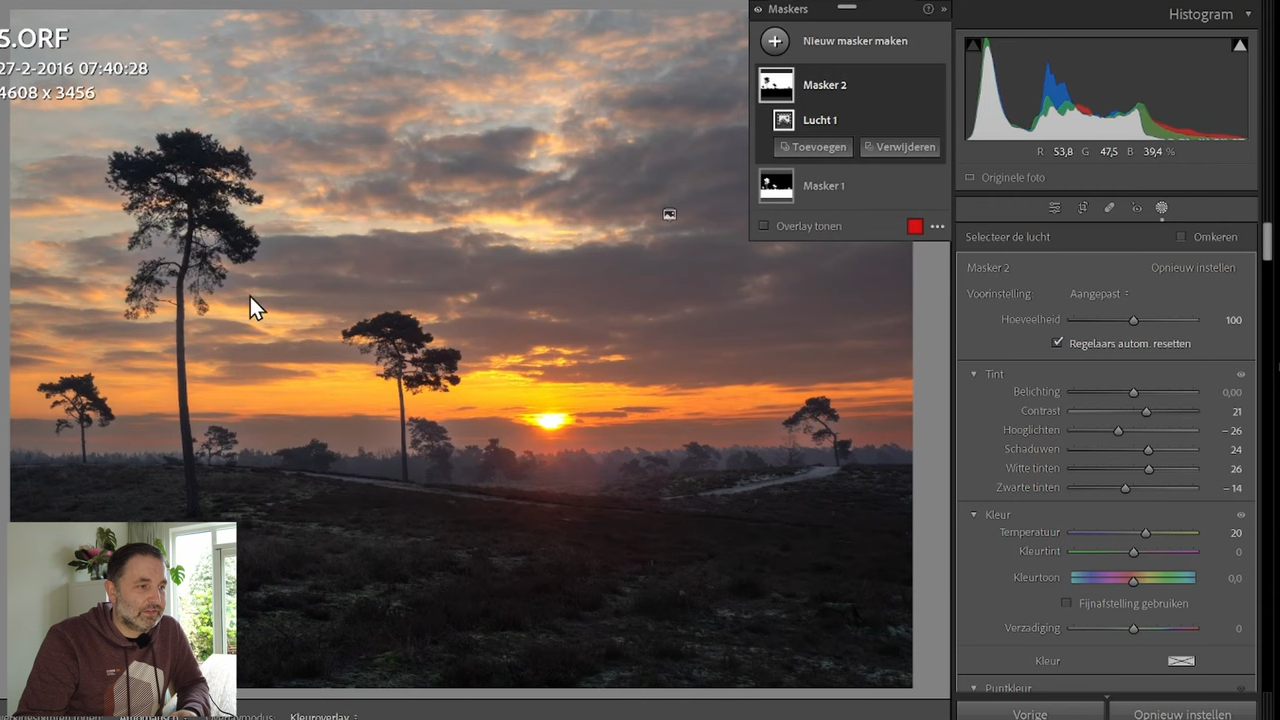 5.ORF
27-2-2016 07:40:28
4608 x 3456
Maskers
Nieuw masker maken
Masker 2
Lucht 1
Toevoegen
Verwijderen
Masker 1
Overlay tonen
Histogram
R 53,8 G 47,5 B 39,4 %
Originele foto
Selecteer de lucht Omkeren
Masker 2 Opnieuw instellen
Voorinstelling: Aangepast
Hoeveelheid 100
Regelaars autom. resetten
Tint
Belichting 0,00
Contrast 21
Hooglichten – 26
Schaduwen 24
Witte tinten 26
Zwarte tinten – 14
Kleur
Temperatuur 20
Kleurtint 0
Kleurtoon 0,0
Fijnafstelling gebruiken
Verzadiging 0
Kleur
Puntkleur
Vorige Opnieuw instellen
Automatisch
Kleuroverlay